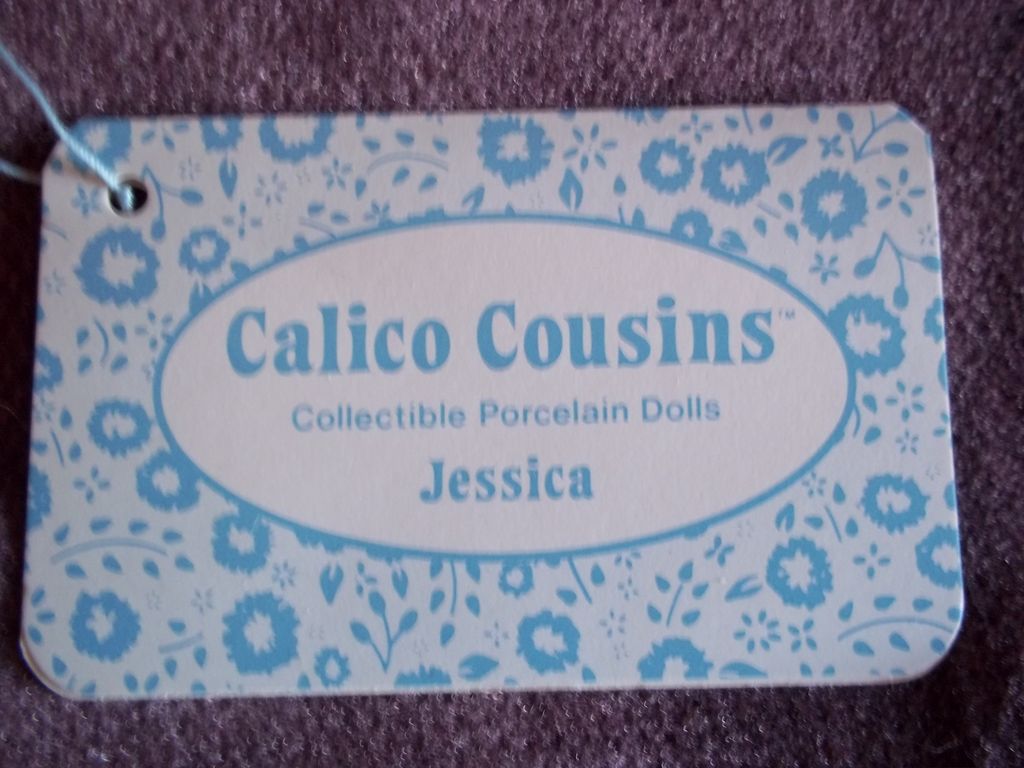 Calico Cousins™
Collectible Porcelain Dolls
Jessica